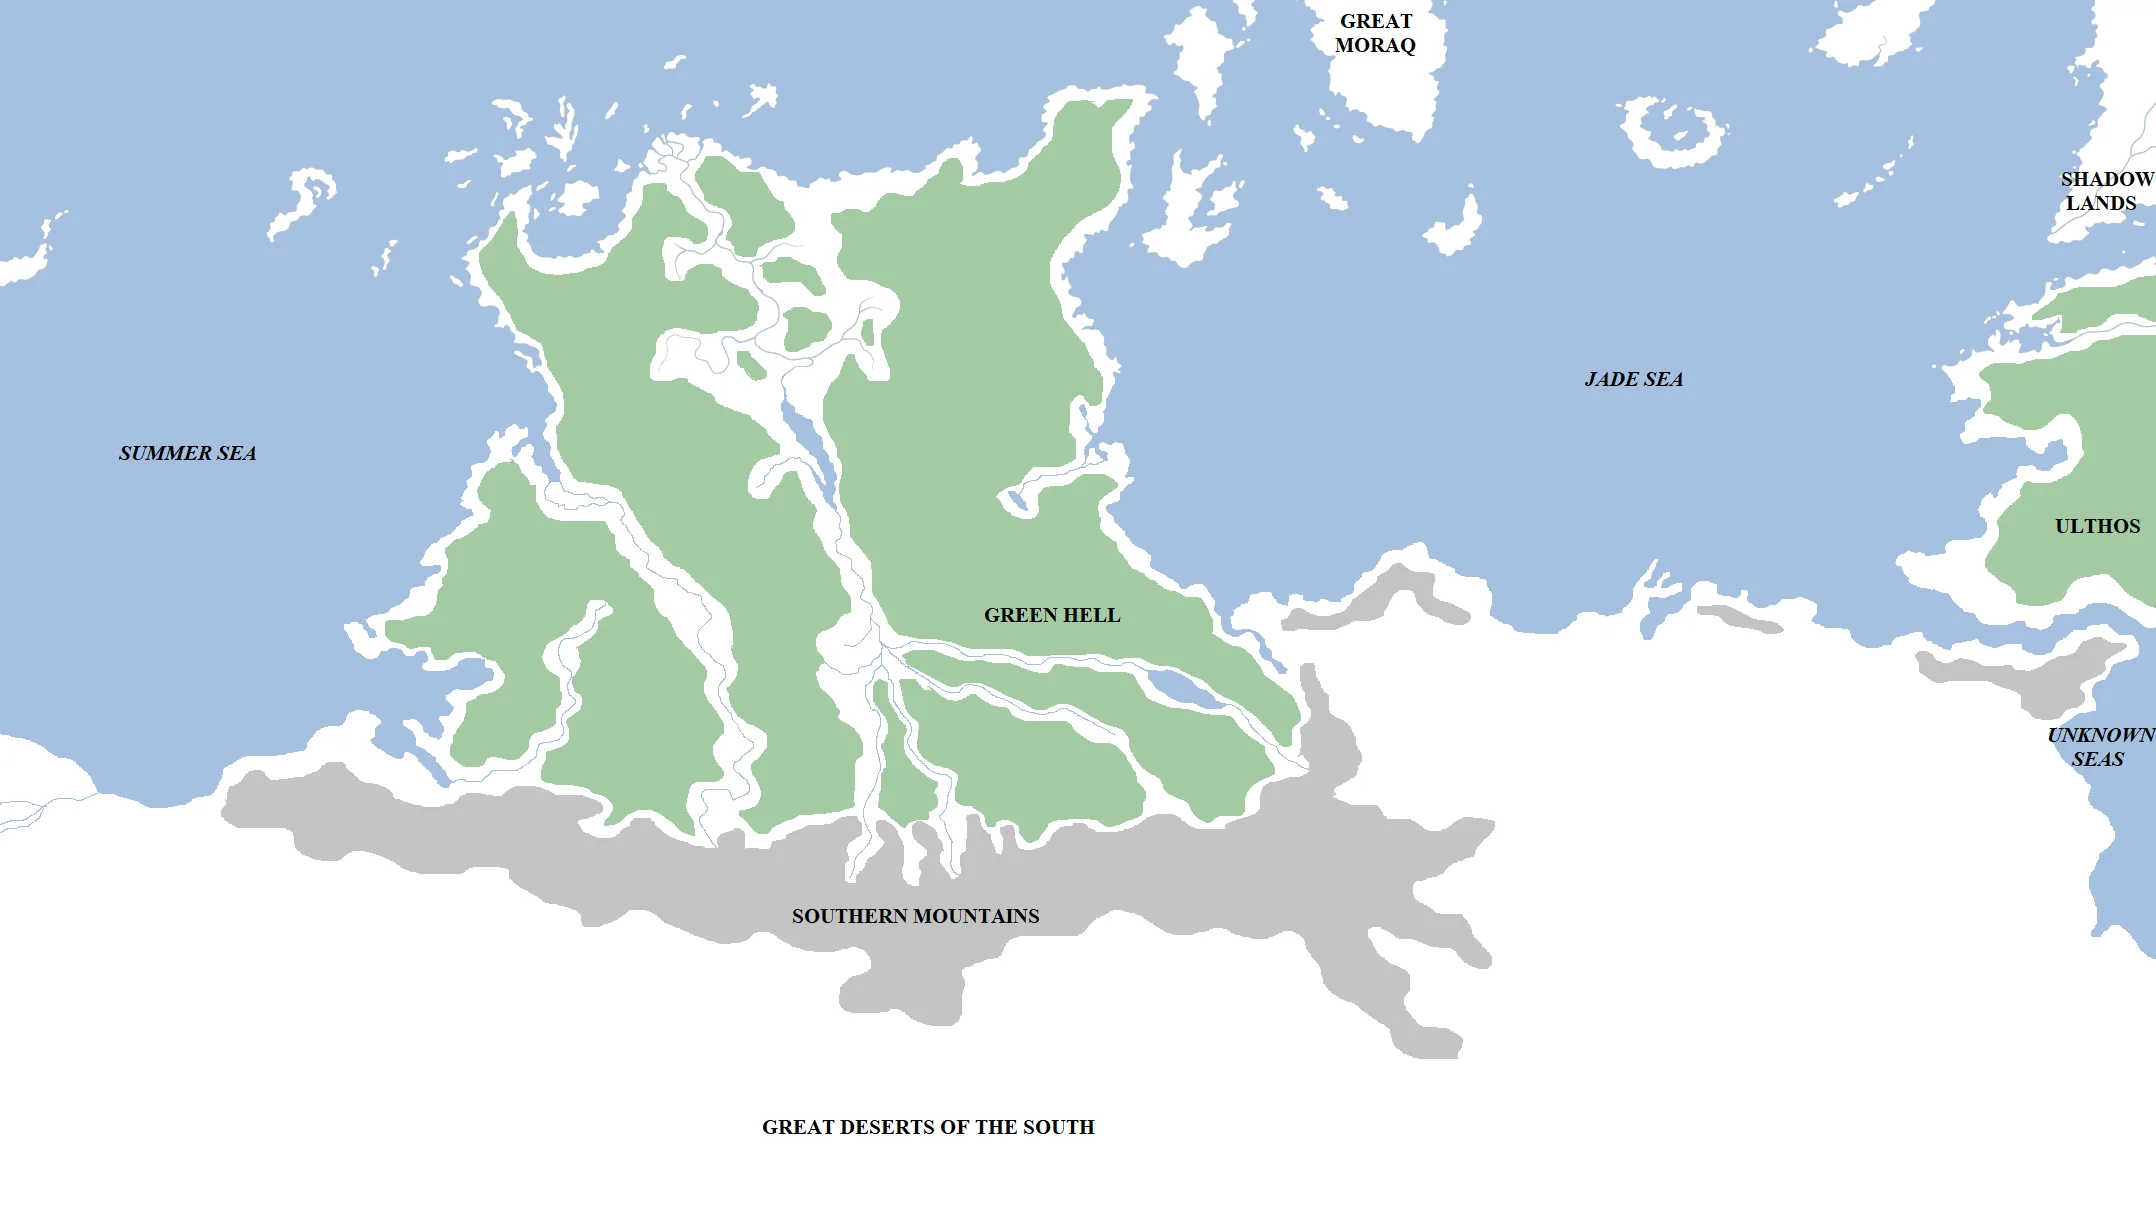 GREAT
MORAQ
SHADOW
LANDS
JADE SEA
SUMMER SEA
ULTHOS
GREEN HELL
UNKNOWN
SEAS
SOUTHERN MOUNTAINS
GREAT DESERTS OF THE SOUTH